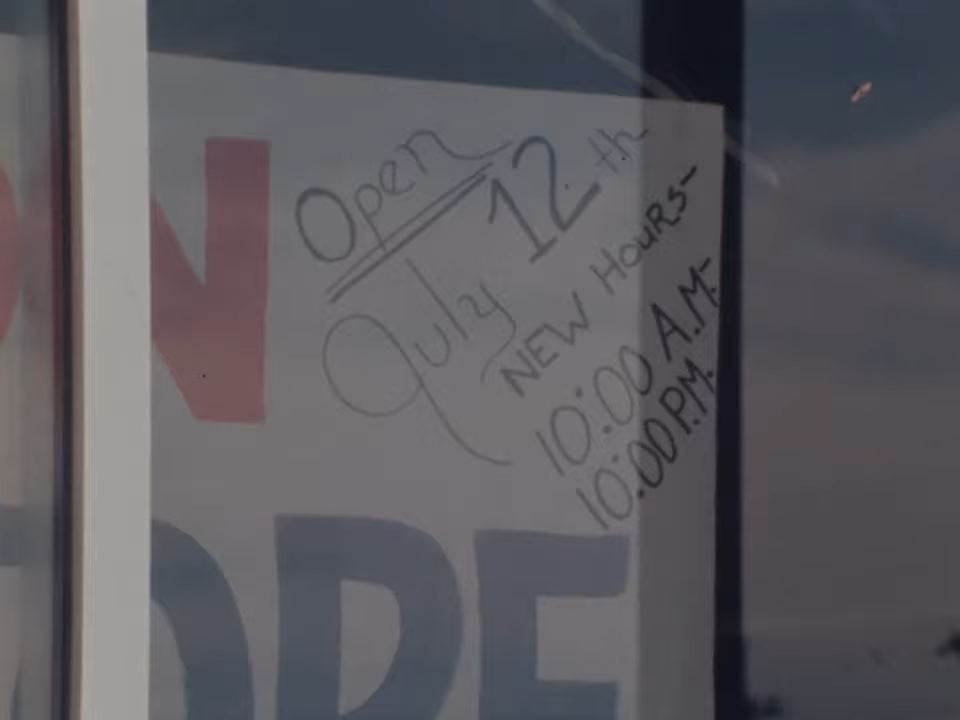 Open
July 12th
NEW HOURS-
10:00 A.M.-
10:00 P.M.